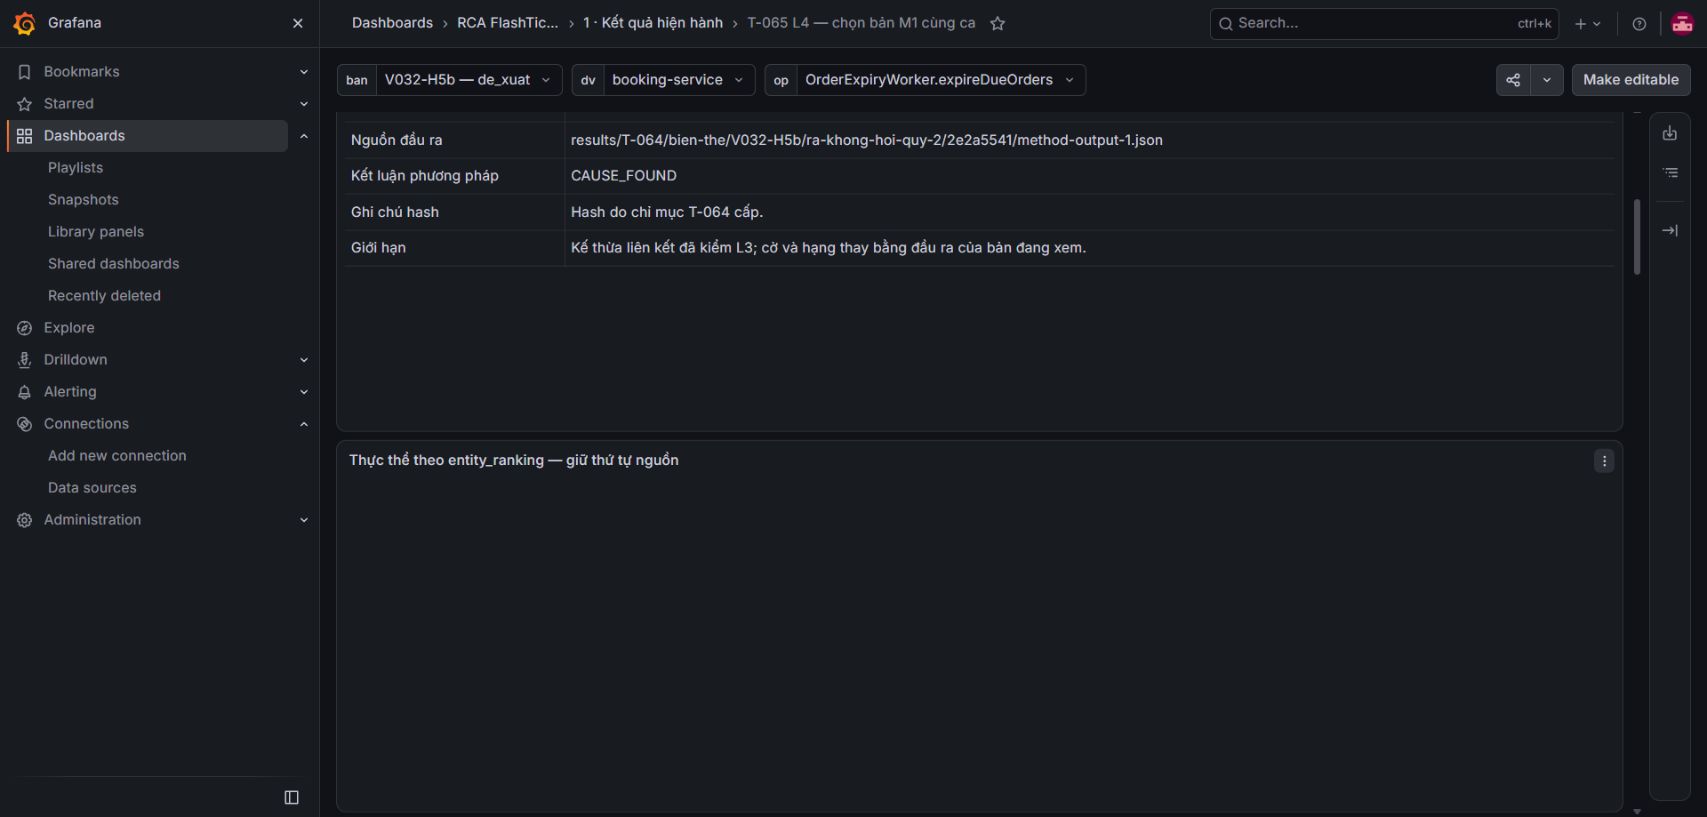 Grafana
Dashboards › RCA FlashTic... › 1 · Kết quả hiện hành › T-065 L4 — chọn bản M1 cùng ca
Search...
ctrl+k
Bookmarks
Starred
Dashboards
Playlists
Snapshots
Library panels
Shared dashboards
Recently deleted
Explore
Drilldown
Alerting
Connections
Add new connection
Data sources
Administration
ban V032-H5b — de_xuat
dv booking-service
op OrderExpiryWorker.expireDueOrders
Make editable
Nguồn đầu ra results/T-064/bien-the/V032-H5b/ra-khong-hoi-quy-2/2e2a5541/method-output-1.json
Kết luận phương pháp CAUSE_FOUND
Ghi chú hash Hash do chỉ mục T-064 cấp.
Giới hạn Kế thừa liên kết đã kiểm L3; cờ và hạng thay bằng đầu ra của bản đang xem.
Thực thể theo entity_ranking — giữ thứ tự nguồn